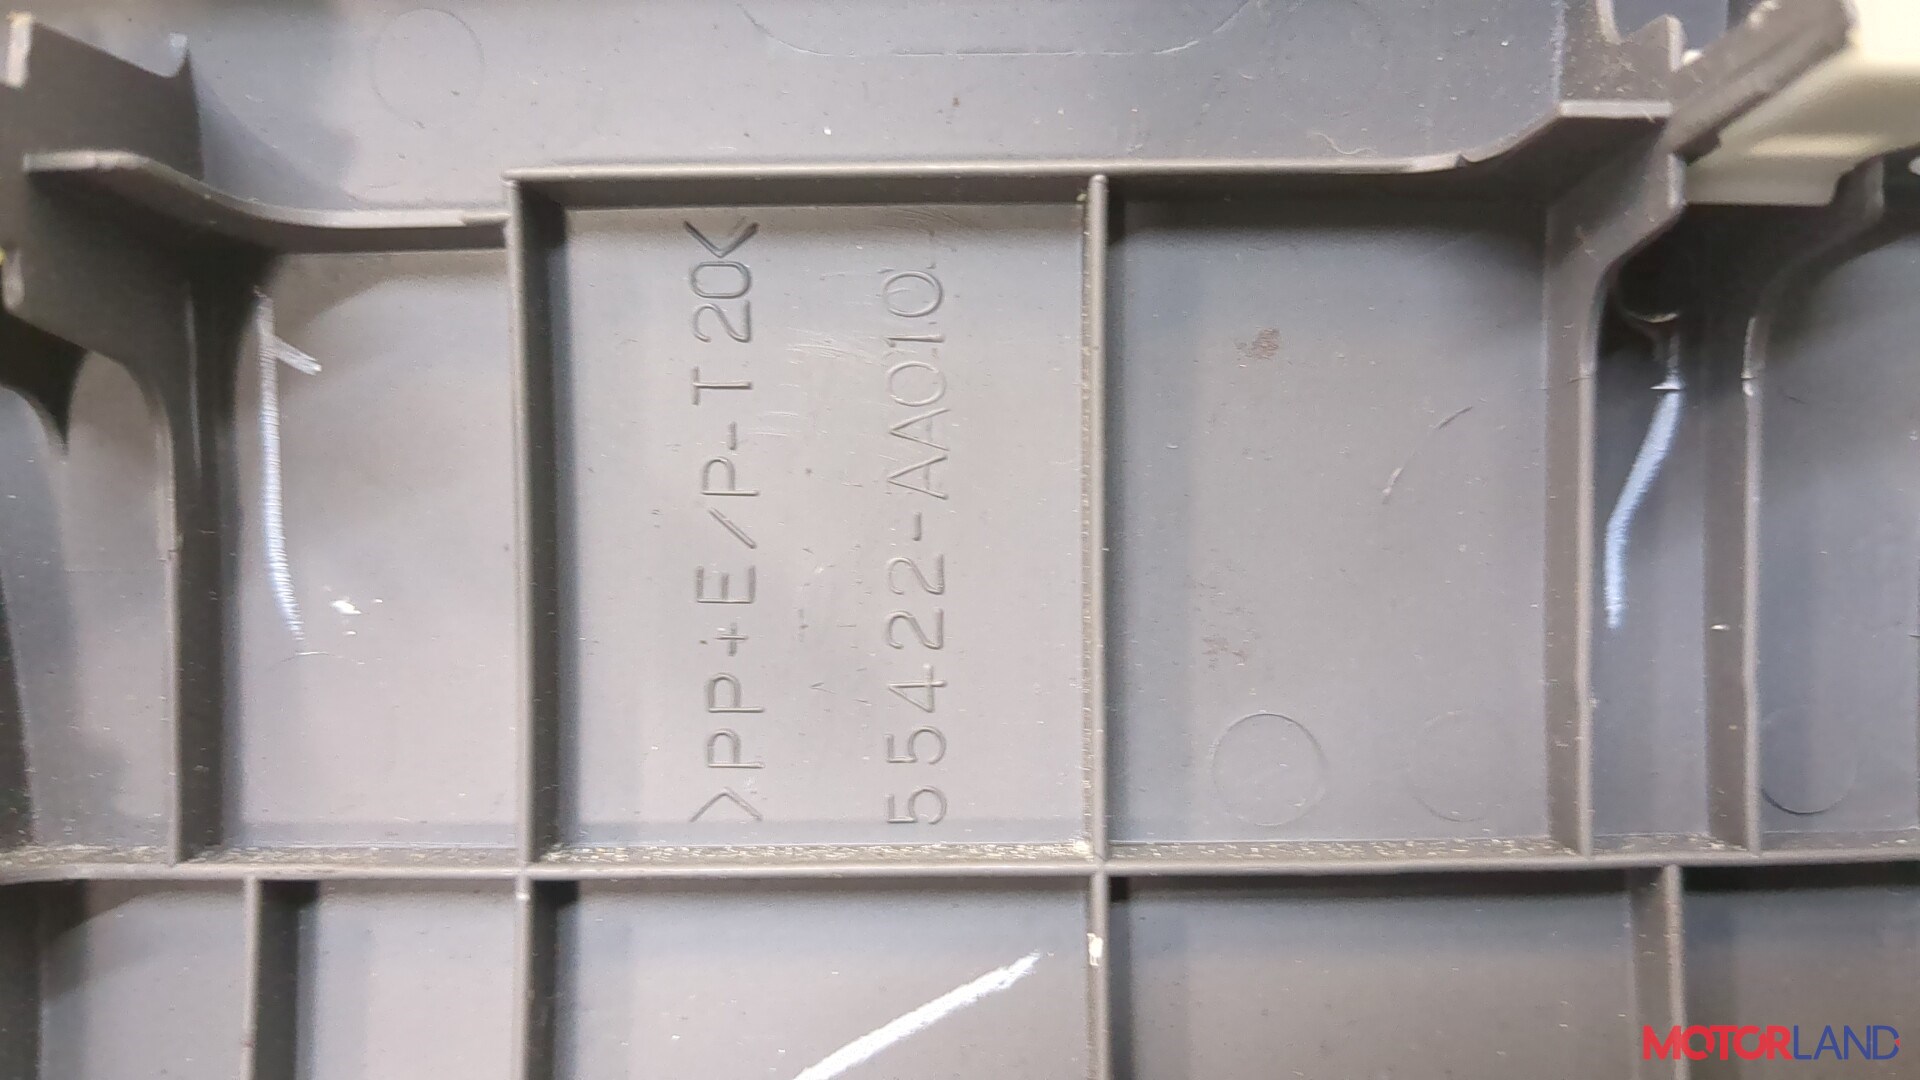 >PP+E/P-T20<
55422-AA010
MOTORLAND